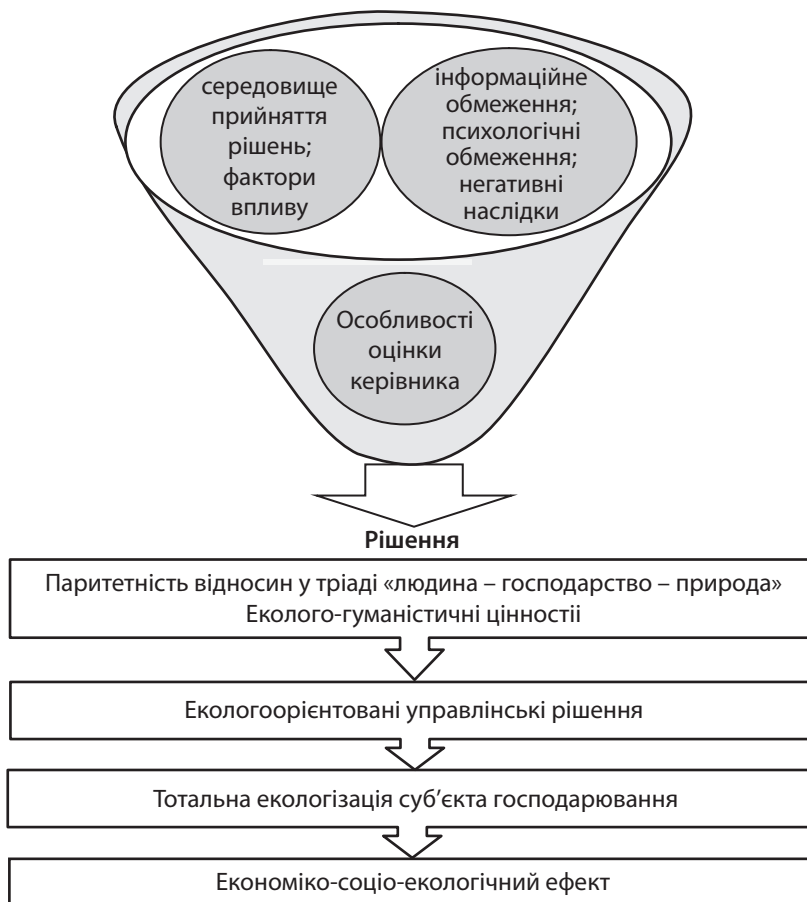 середовище
прийняття
рішень;
фактори
впливу
інформаційне
обмеження;
психологічні
обмеження;
негативні
наслідки
Особливості
оцінки
керівника
Рішення
Паритетність відносин у тріаді «людина – господарство – природа»
Еколого-гуманістичні цінностіі
Екологоорієнтовані управлінські рішення
Тотальна екологізація суб’єкта господарювання
Економіко-соціо-екологічний ефект